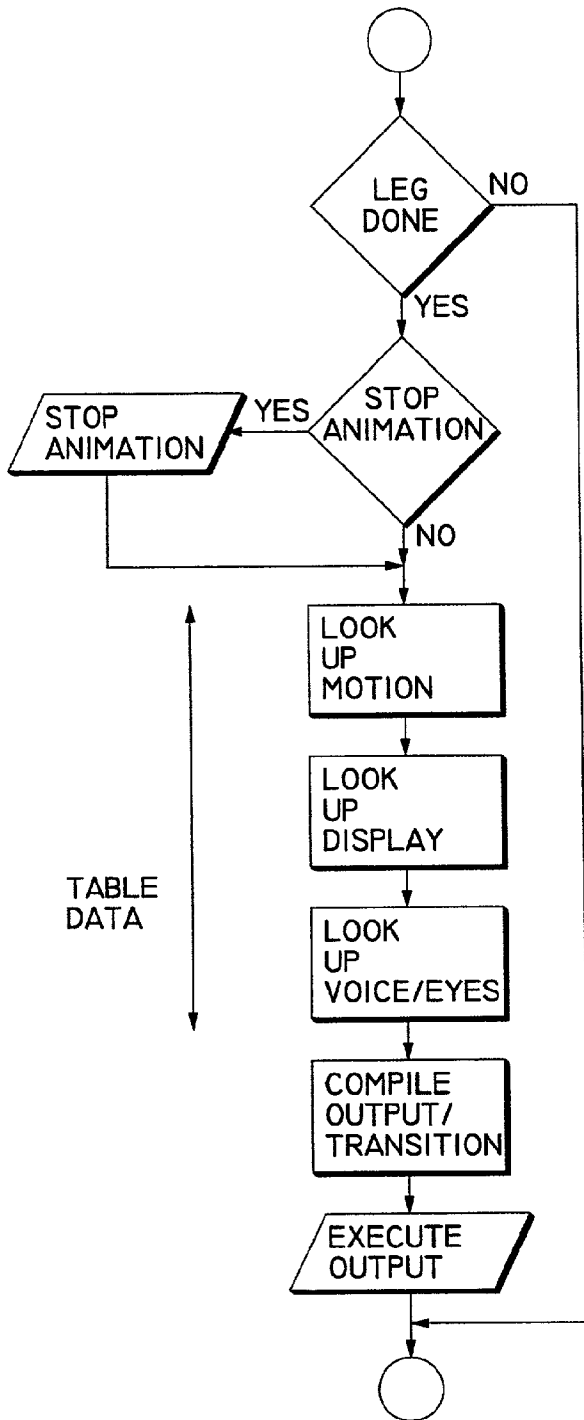 LEG
DONE
NO
YES
STOP
ANIMATION
YES
STOP
ANIMATION
NO
LOOK
UP
MOTION
LOOK
UP
DISPLAY
TABLE
DATA
LOOK
UP
VOICE/EYES
COMPILE
OUTPUT/
TRANSITION
EXECUTE
OUTPUT